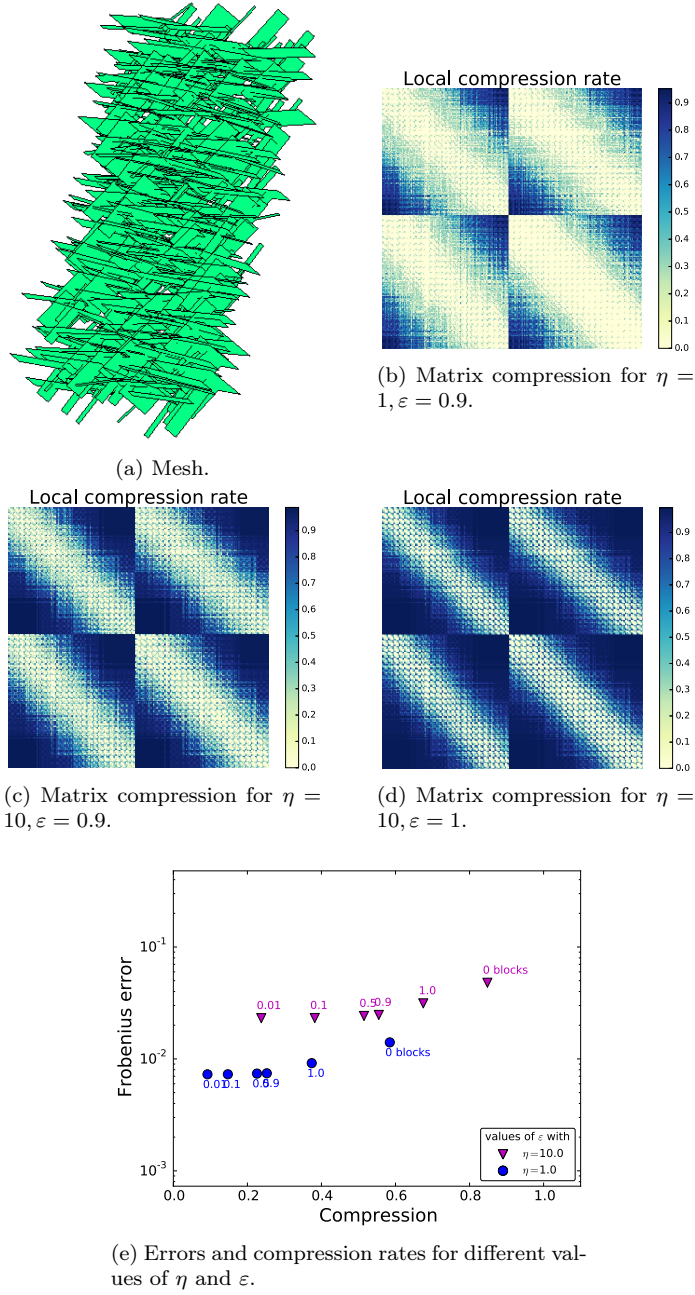 (a) Mesh.
Local compression rate
0.9
0.8
0.7
0.6
0.5
0.4
0.3
0.2
0.1
0.0
(b) Matrix compression for η =
1, ε = 0.9.
Local compression rate
0.9
0.8
0.7
0.6
0.5
0.4
0.3
0.2
0.1
0.0
(c) Matrix compression for η =
10, ε = 0.9.
Local compression rate
0.9
0.8
0.7
0.6
0.5
0.4
0.3
0.2
0.1
0.0
(d) Matrix compression for η =
10, ε = 1.
Frobenius error
10⁻¹
10⁻²
10⁻³
0.01
0.1
0.5
0.9
1.0
0 blocks
0.01
0.1
0.5
0.9
1.0
0 blocks
values of ε with
η=10.0
η=1.0
0.0 0.2 0.4 0.6 0.8 1.0
Compression
(e) Errors and compression rates for different val-
ues of η and ε.